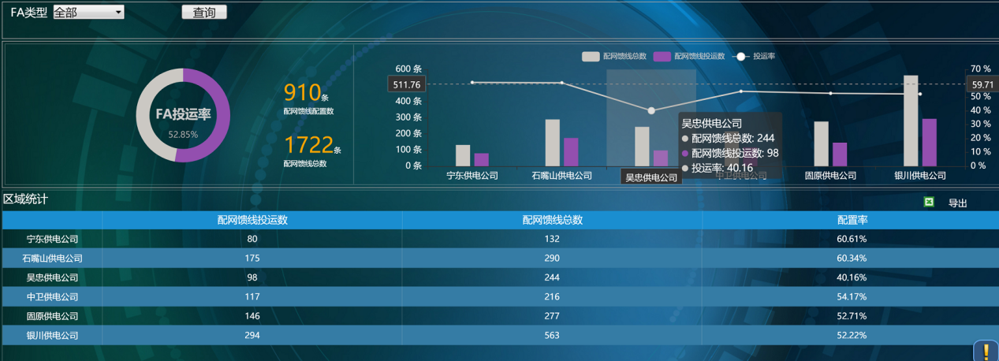 FA类型 全部 查询
配网馈线总数 配网馈线投运数 投运率
FA投运率
52.85%
910条
配网馈线配置数
1722条
配网馈线总数
600 条
511.76
400 条
300 条
200 条
100 条
0 条
70 %
59.71
50 %
40 %
30 %
20 %
10 %
0 %
吴忠供电公司
配网馈线总数: 244
配网馈线投运数: 98
投运率: 40.16
宁东供电公司 石嘴山供电公司 吴忠供电公司 中卫供电公司 固原供电公司 银川供电公司
区域统计 导出
配网馈线投运数 配网馈线总数 配置率
宁东供电公司 80 132 60.61%
石嘴山供电公司 175 290 60.34%
吴忠供电公司 98 244 40.16%
中卫供电公司 117 216 54.17%
固原供电公司 146 277 52.71%
银川供电公司 294 563 52.22%